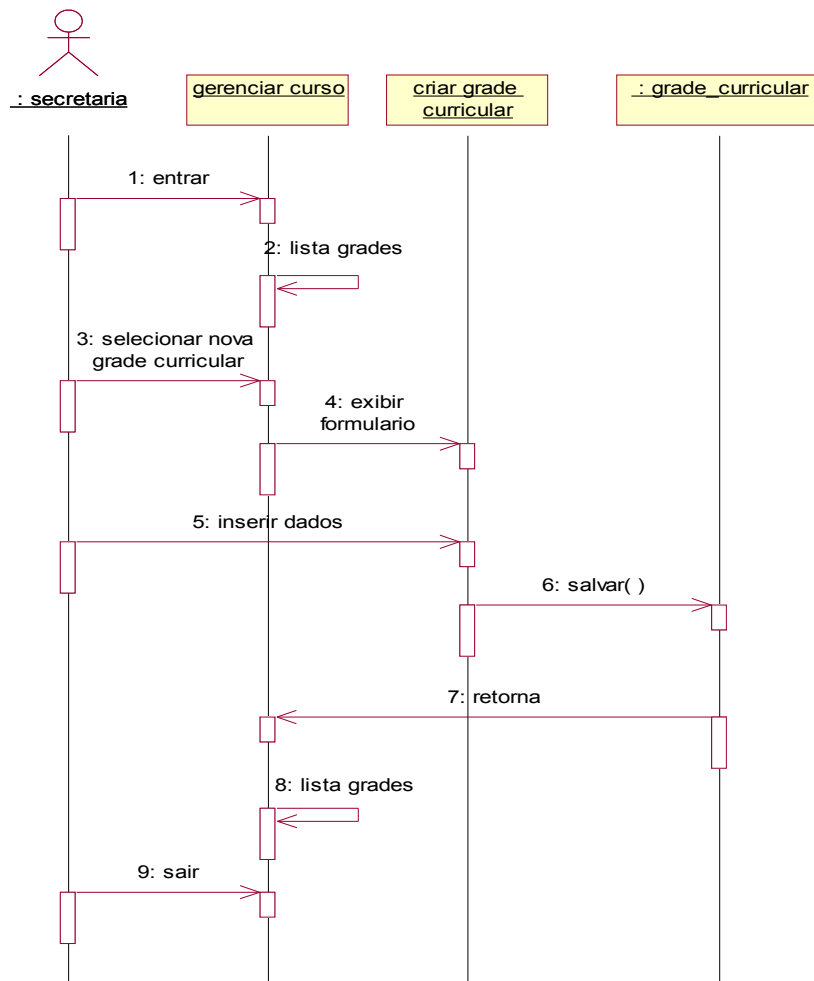 : secretaria
gerenciar curso
criar grade
curricular
: grade_curricular
1: entrar
2: lista grades
3: selecionar nova
grade curricular
4: exibir
formulario
5: inserir dados
6: salvar( )
7: retorna
8: lista grades
9: sair